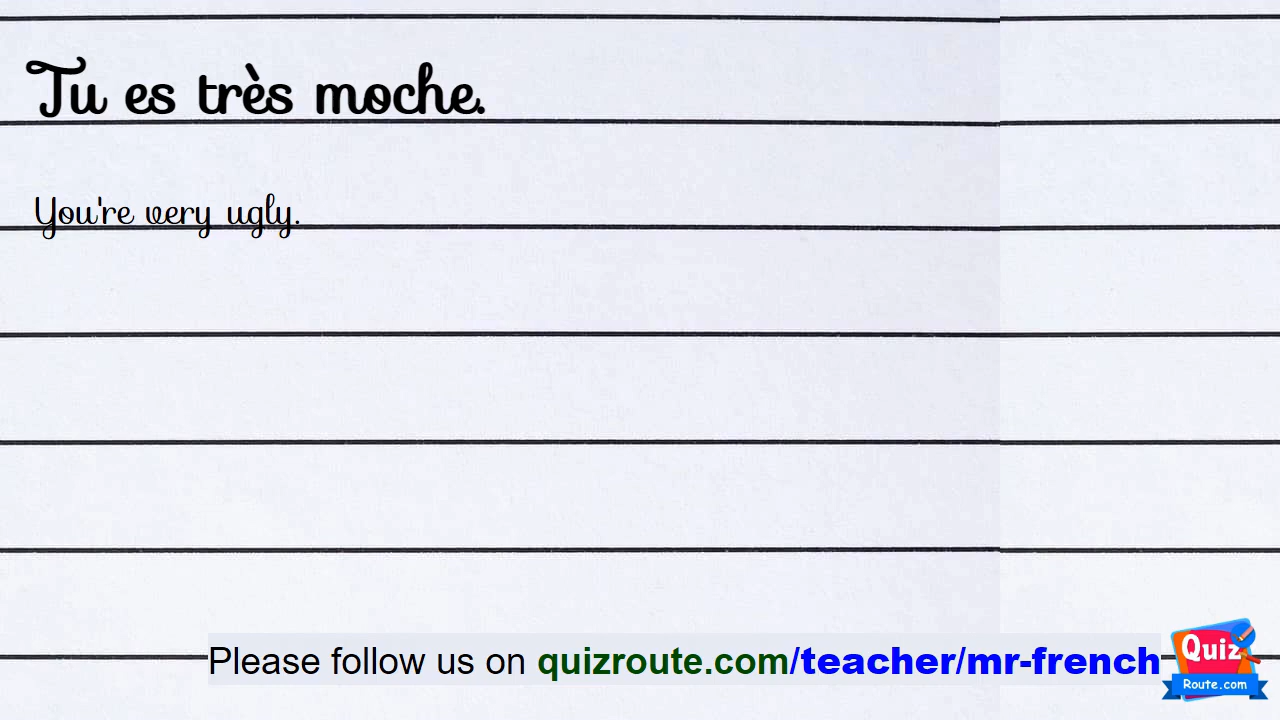 Tu es très moche.
You're very ugly.
Please follow us on quizroute.com/teacher/mr-french
Quiz
Route.com